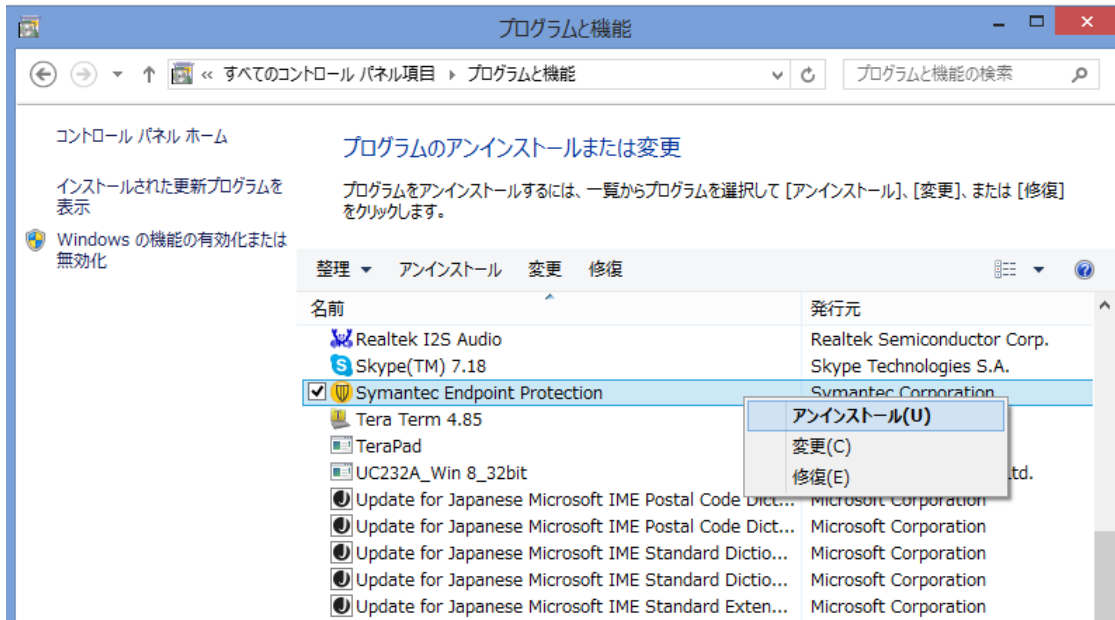 プログラムと機能
« すべてのコントロール パネル項目 ▸ プログラムと機能
プログラムと機能の検索
コントロール パネル ホーム
インストールされた更新プログラムを
表示
Windows の機能の有効化または
無効化
プログラムのアンインストールまたは変更
プログラムをアンインストールするには、一覧からプログラムを選択して [アンインストール]、[変更]、または [修復]
をクリックします。
整理 アンインストール 変更 修復
名前 発行元
Realtek I2S Audio Realtek Semiconductor Corp.
Skype(TM) 7.18 Skype Technologies S.A.
Symantec Endpoint Protection Symantec Corporation
Tera Term 4.85
TeraPad
UC232A_Win 8_32bit td.
アンインストール(U)
変更(C)
修復(E)
Update for Japanese Microsoft IME Postal Code Dict... Microsoft Corporation
Update for Japanese Microsoft IME Postal Code Dict... Microsoft Corporation
Update for Japanese Microsoft IME Standard Dictio... Microsoft Corporation
Update for Japanese Microsoft IME Standard Dictio... Microsoft Corporation
Update for Japanese Microsoft IME Standard Exten... Microsoft Corporation